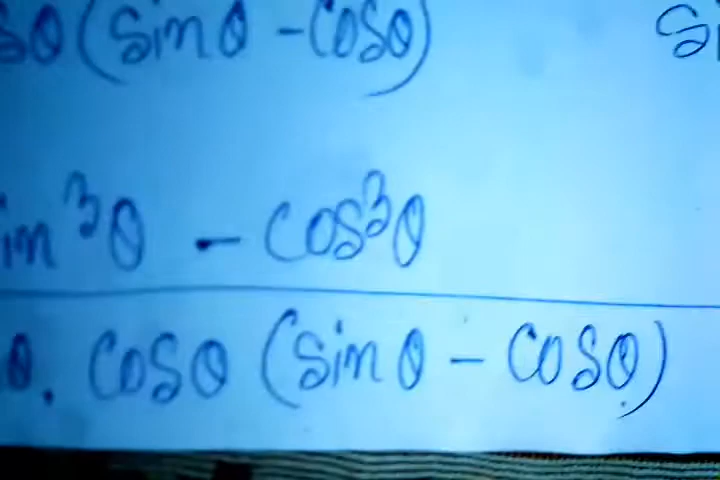 (sinθ - cosθ)
sin³θ - cos³θ
θ. cosθ (sinθ - cosθ)